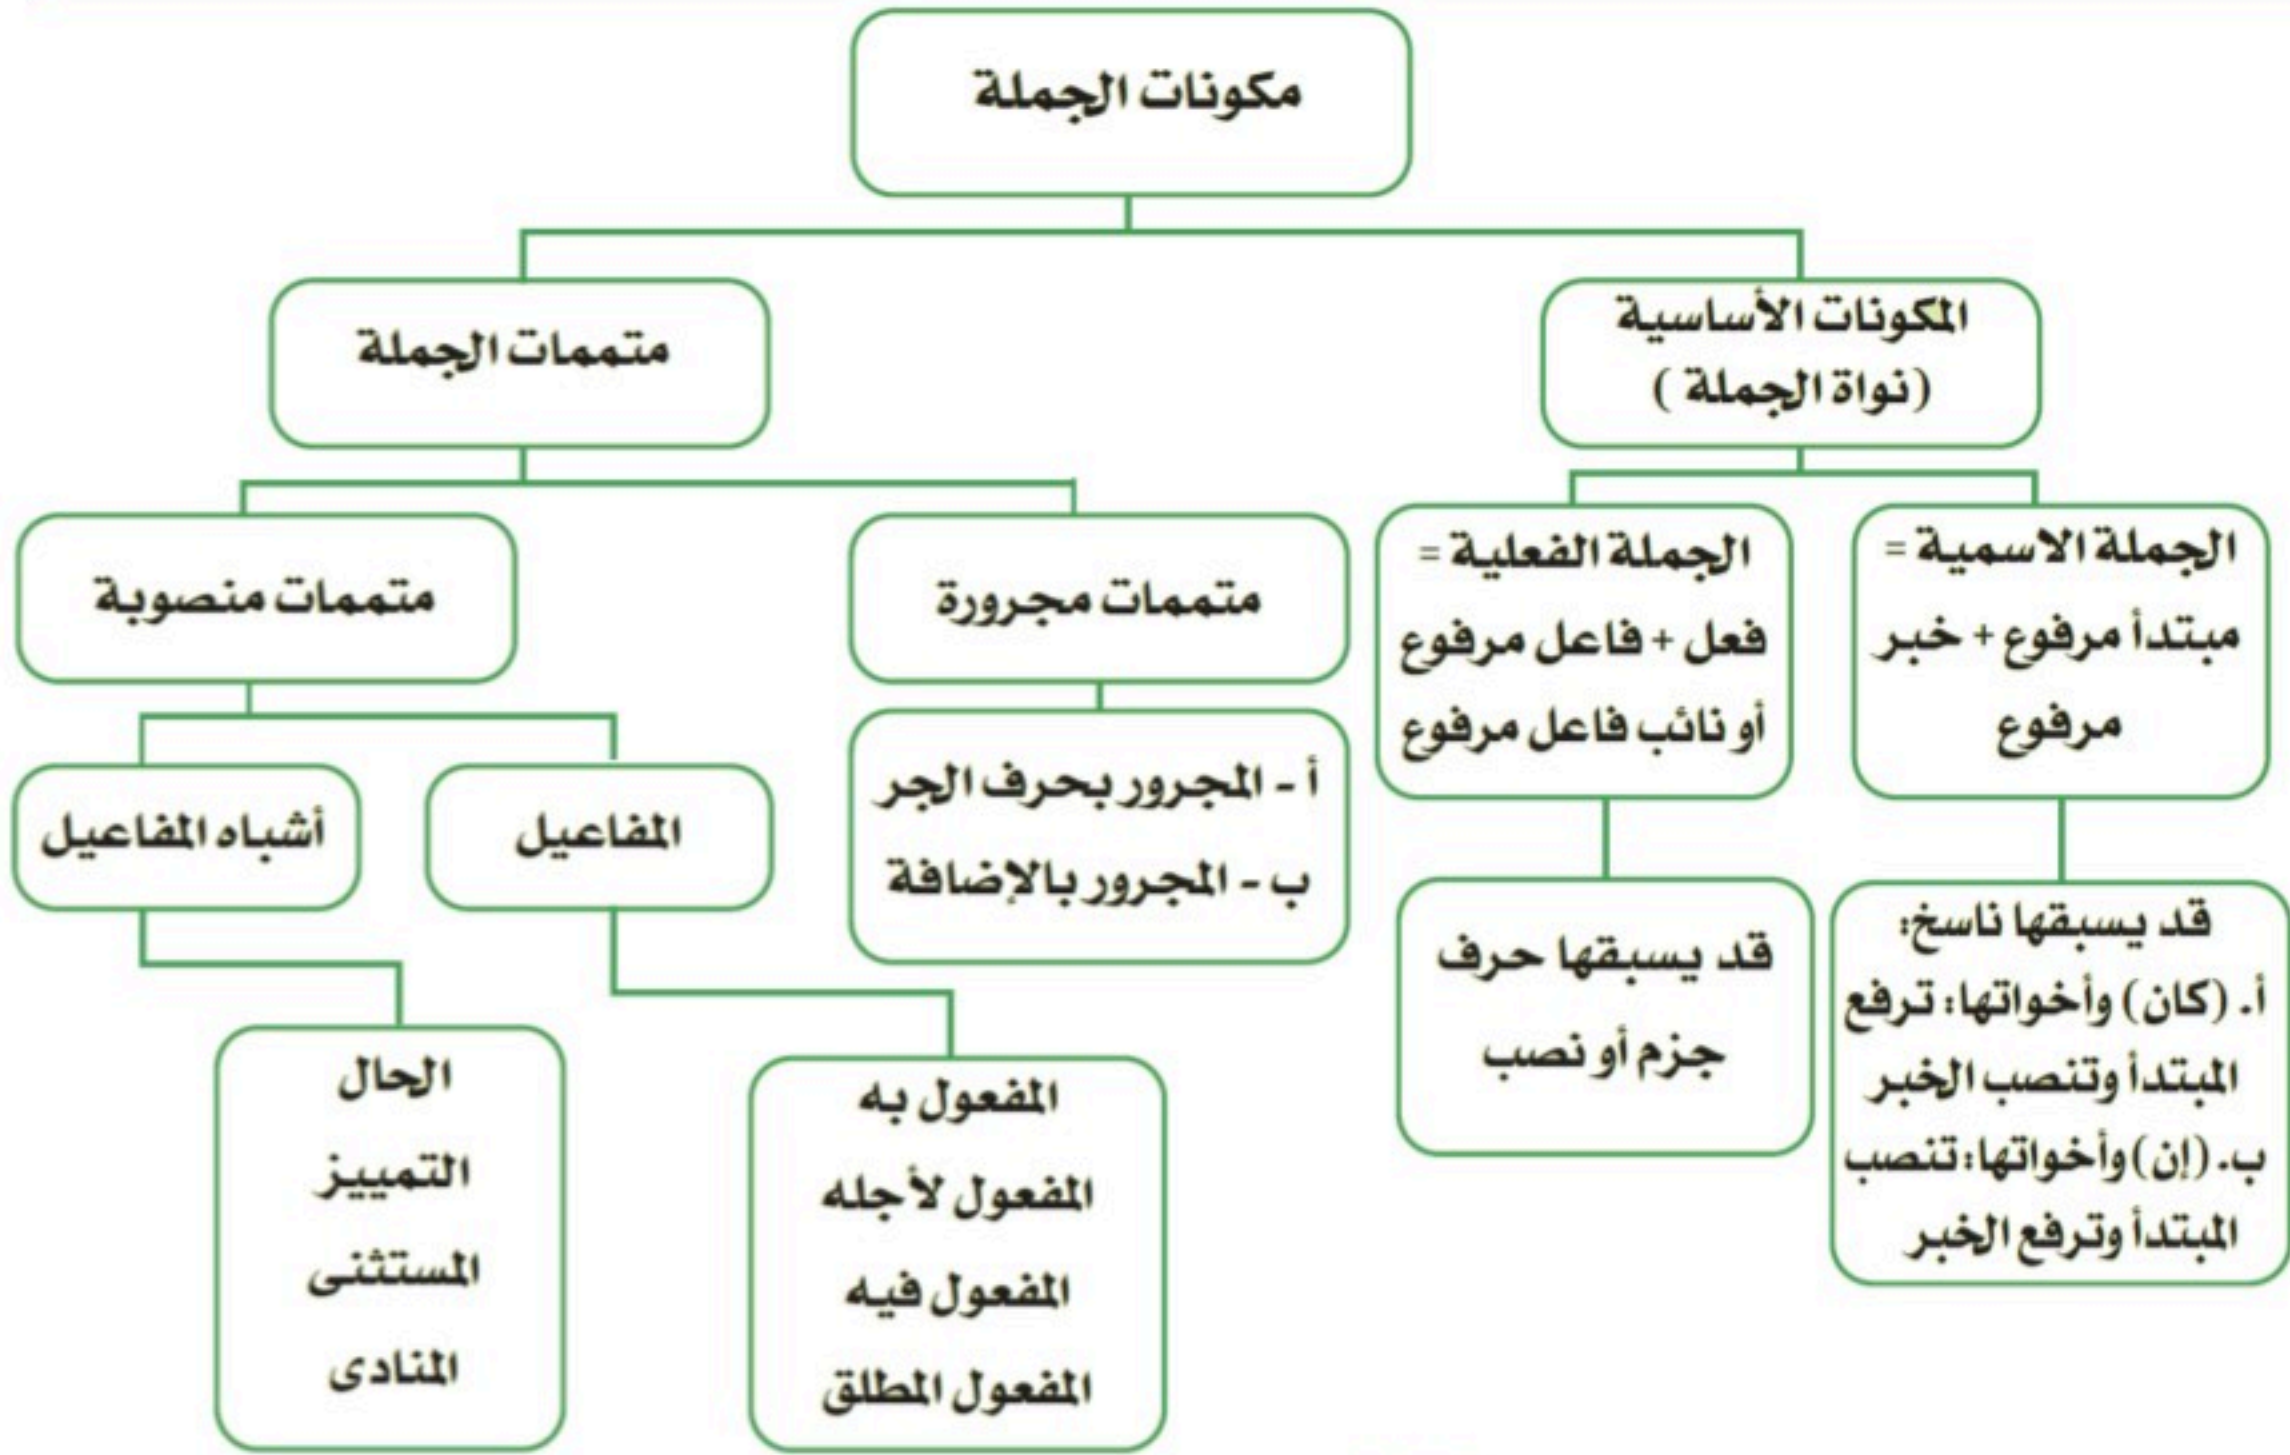 مكونات الجملة
المكونات الأساسية
(نواة الجملة)
متممات الجملة
الجملة الاسمية =
مبتدأ مرفوع + خبر
مرفوع
الجملة الفعلية =
فعل + فاعل مرفوع
أو نائب فاعل مرفوع
متممات مجرورة
متممات منصوبة
قد يسبقها ناسخ:
أ. (كان) وأخواتها: ترفع
المبتدأ وتنصب الخبر
ب. (إن) وأخواتها: تنصب
المبتدأ وترفع الخبر
قد يسبقها حرف
جزم أو نصب
أ - المجرور بحرف الجر
ب - المجرور بالإضافة
المفاعيل
أشباه المفاعيل
المفعول به
المفعول لأجله
المفعول فيه
المفعول المطلق
الحال
التمييز
المستثنى
المنادى